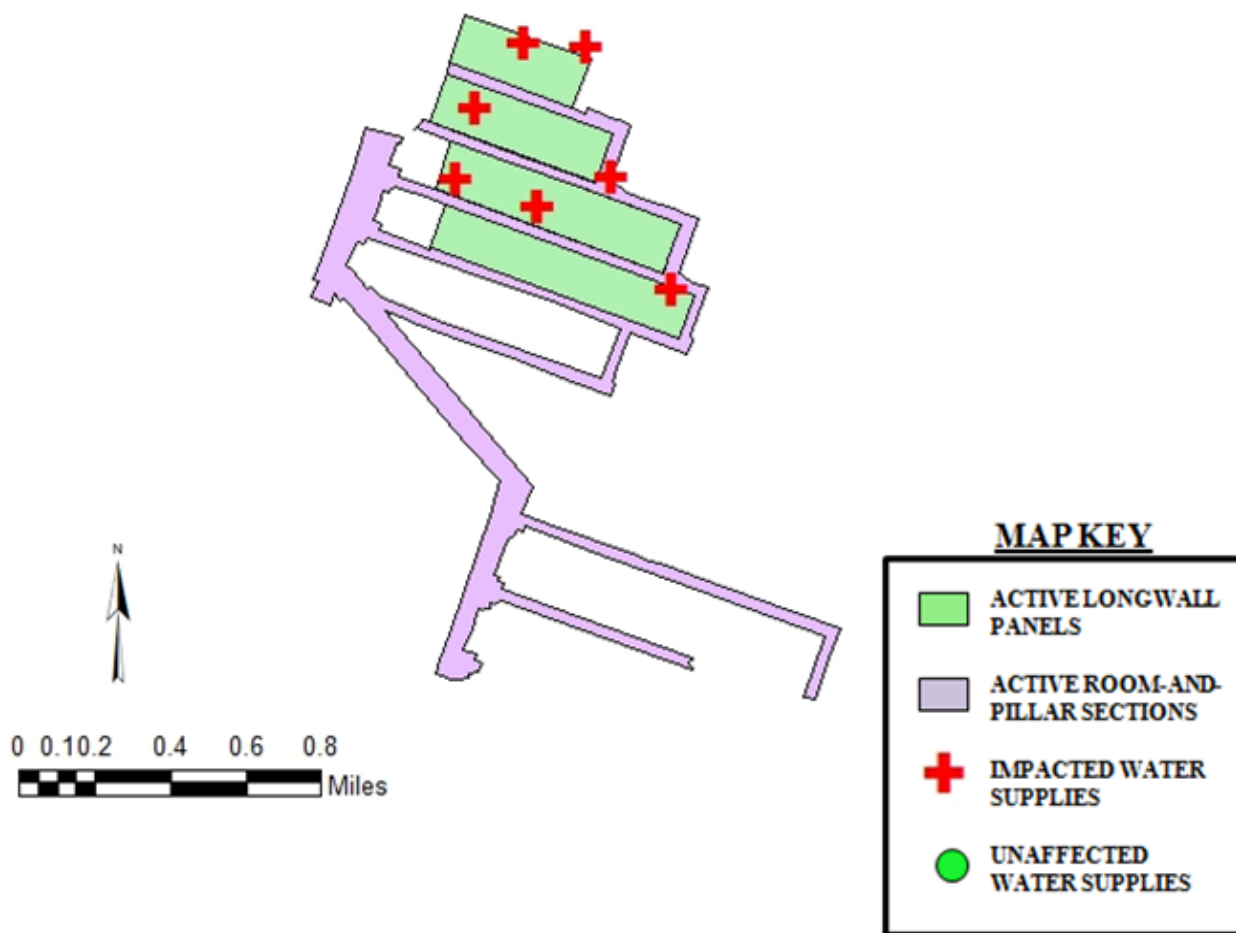 N
0 0.10.2 0.4 0.6 0.8
Miles
MAP KEY
ACTIVE LONGWALL
PANELS
ACTIVE ROOM-AND-
PILLAR SECTIONS
IMPACTED WATER
SUPPLIES
UNAFFECTED
WATER SUPPLIES